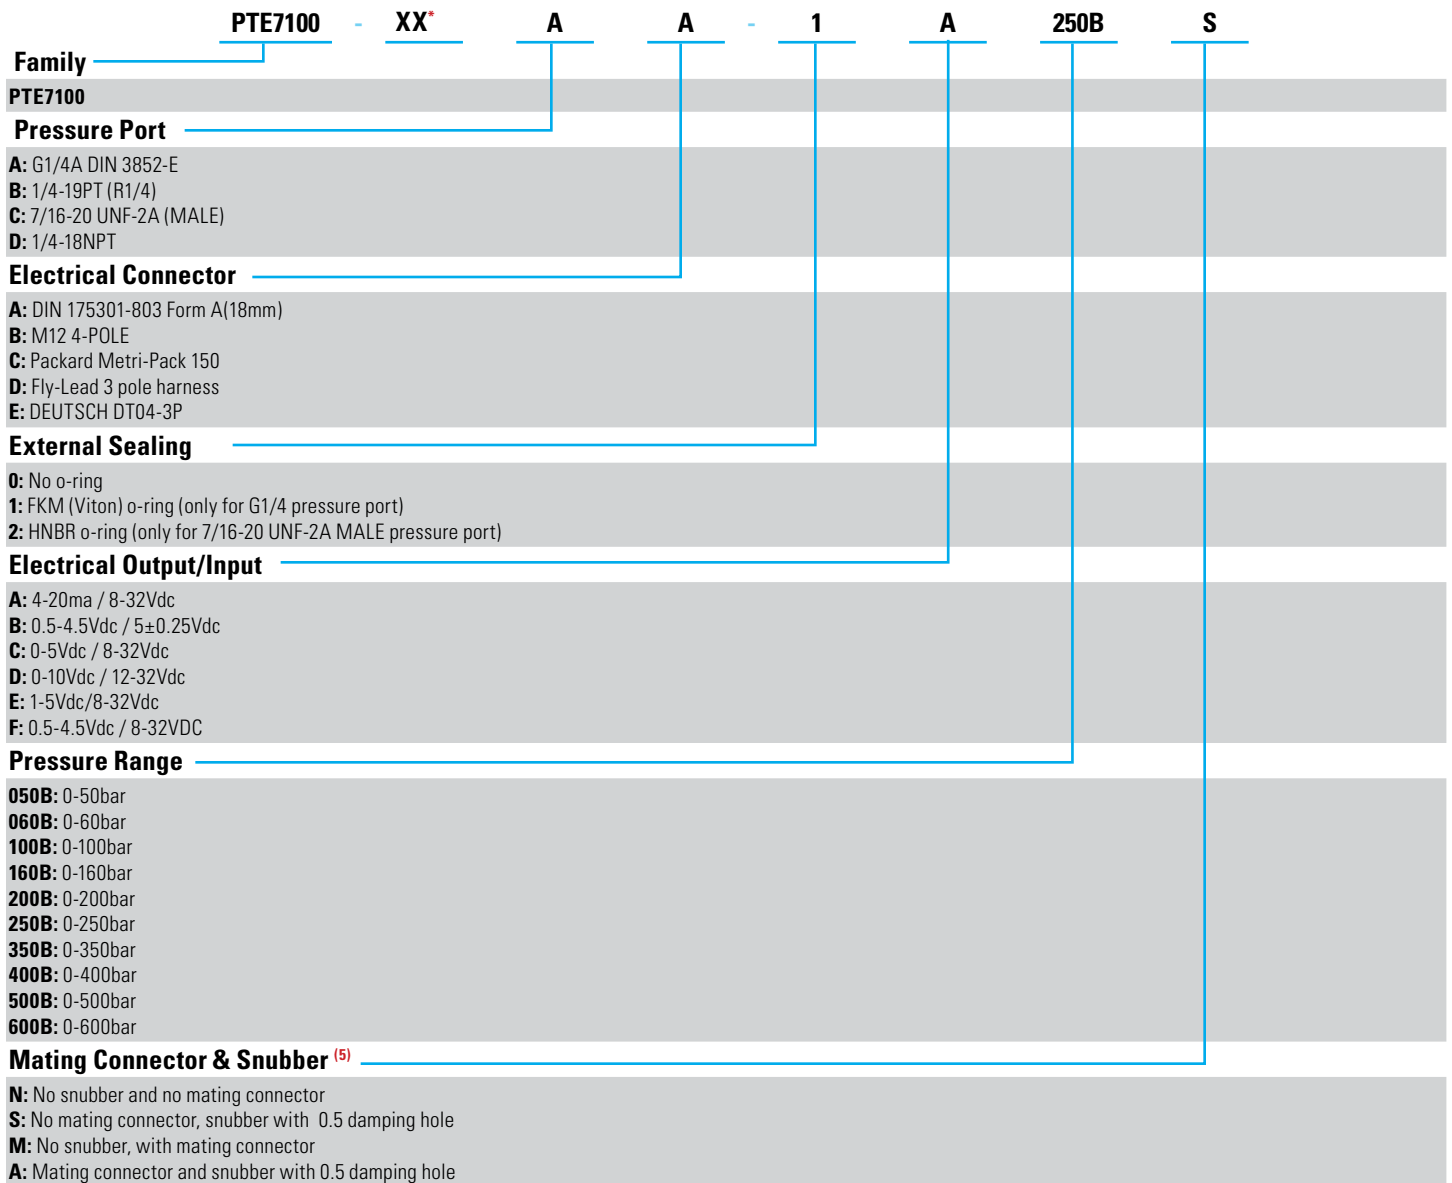 PTE7100 - XX* A A - 1 A 250B S
Family
PTE7100
Pressure Port
A: G1/4A DIN 3852-E
B: 1/4-19PT (R1/4)
C: 7/16-20 UNF-2A (MALE)
D: 1/4-18NPT
Electrical Connector
A: DIN 175301-803 Form A(18mm)
B: M12 4-POLE
C: Packard Metri-Pack 150
D: Fly-Lead 3 pole harness
E: DEUTSCH DT04-3P
External Sealing
0: No o-ring
1: FKM (Viton) o-ring (only for G1/4 pressure port)
2: HNBR o-ring (only for 7/16-20 UNF-2A MALE pressure port)
Electrical Output/Input
A: 4-20ma / 8-32Vdc
B: 0.5-4.5Vdc / 5±0.25Vdc
C: 0-5Vdc / 8-32Vdc
D: 0-10Vdc / 12-32Vdc
E: 1-5Vdc/8-32Vdc
F: 0.5-4.5Vdc / 8-32VDC
Pressure Range
050B: 0-50bar
060B: 0-60bar
100B: 0-100bar
160B: 0-160bar
200B: 0-200bar
250B: 0-250bar
350B: 0-350bar
400B: 0-400bar
500B: 0-500bar
600B: 0-600bar
Mating Connector & Snubber (5)
N: No snubber and no mating connector
S: No mating connector, snubber with 0.5 damping hole
M: No snubber, with mating connector
A: Mating connector and snubber with 0.5 damping hole